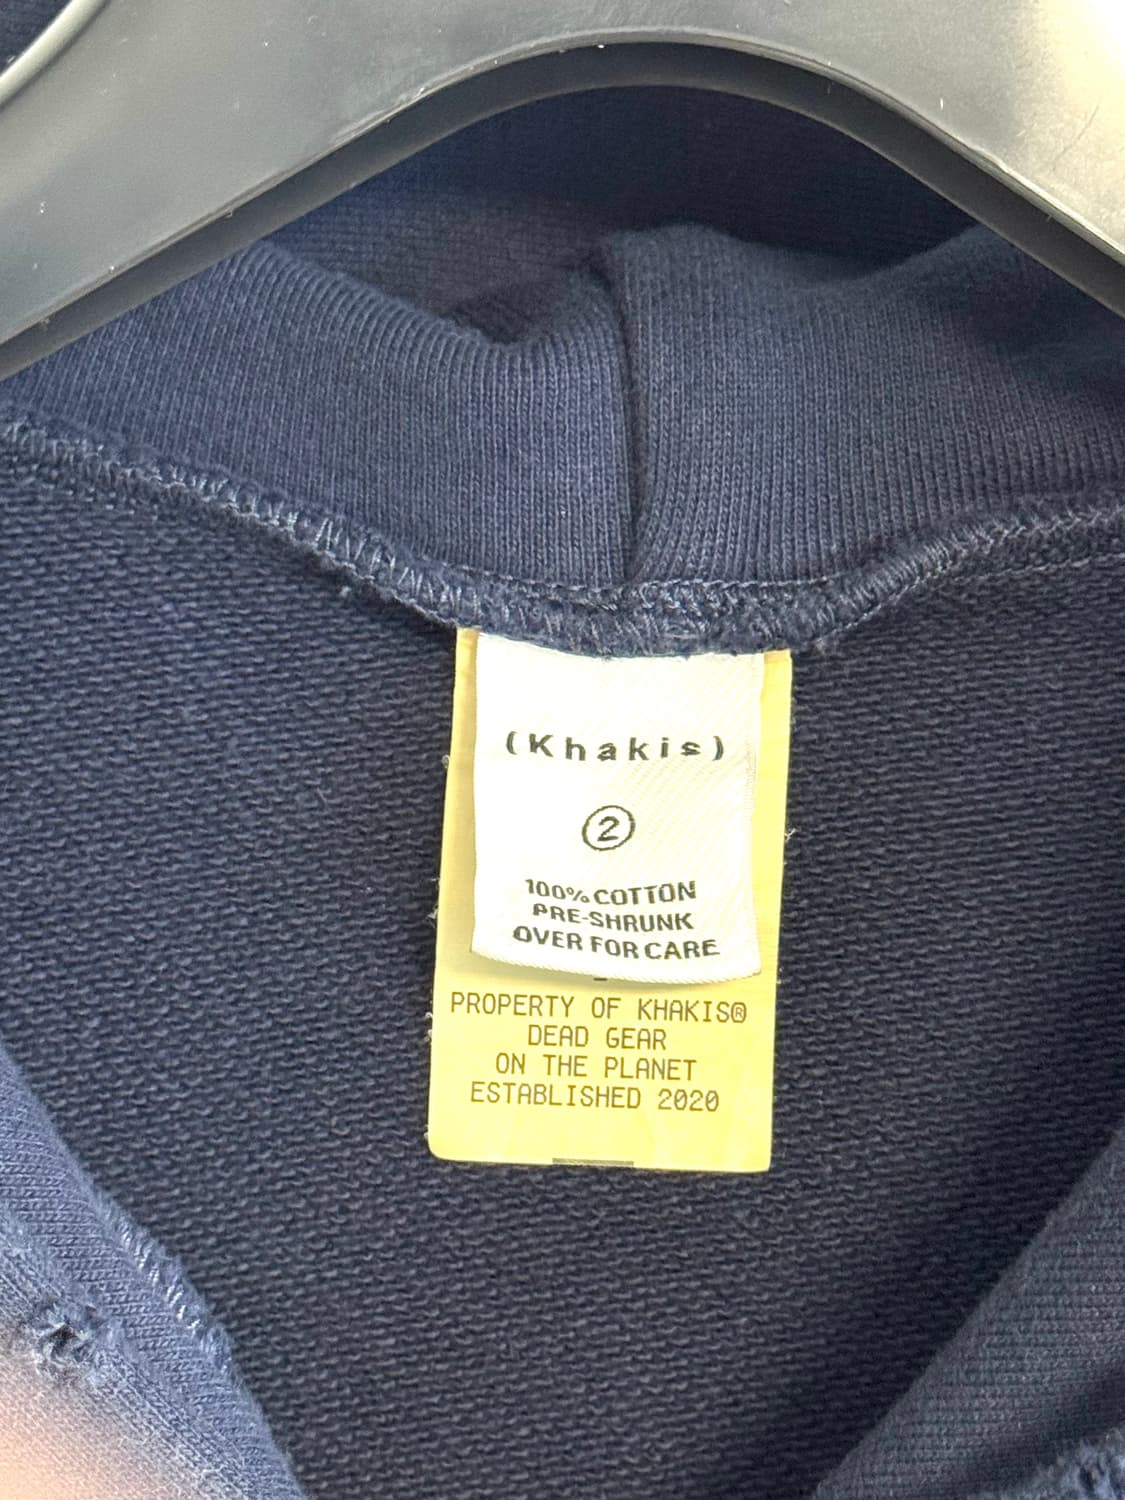 (Khakis)
2
100% COTTON
PRE-SHRUNK
OVER FOR CARE
PROPERTY OF KHAKIS®
DEAD GEAR
ON THE PLANET
ESTABLISHED 2020